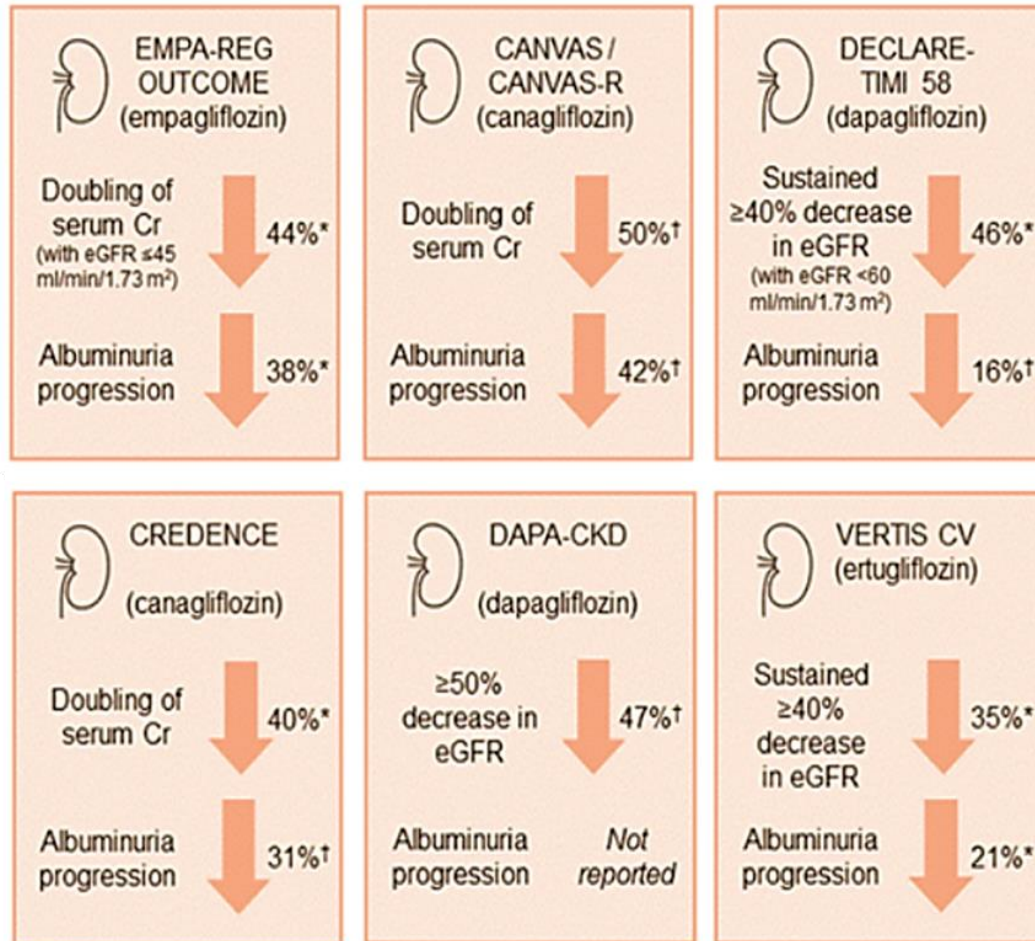 EMPA-REG
OUTCOME
(empagliflozin)
Doubling of
serum Cr
(with eGFR ≤45
ml/min/1.73 m²)
44%*
Albuminuria
progression
38%*
CANVAS /
CANVAS-R
(canagliflozin)
Doubling of
serum Cr
50%†
Albuminuria
progression
42%†
DECLARE-
TIMI 58
(dapagliflozin)
Sustained
≥40% decrease
in eGFR
(with eGFR <60
ml/min/1.73 m²)
46%*
Albuminuria
progression
16%†
CREDENCE
(canagliflozin)
Doubling of
serum Cr
40%*
Albuminuria
progression
31%†
DAPA-CKD
(dapagliflozin)
≥50%
decrease in
eGFR
47%†
Albuminuria
progression
Not
reported
VERTIS CV
(ertugliflozin)
Sustained
≥40%
decrease
in eGFR
35%*
Albuminuria
progression
21%*